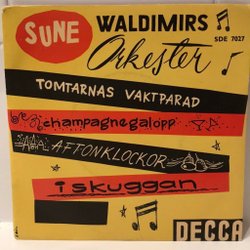 SUNE
WALDIMIRS
SDE 7027
Orkester
TOMTARNAS VAKTPARAD
champagnegalopp
AFTONKLOCKOR
i skuggan
DECCA